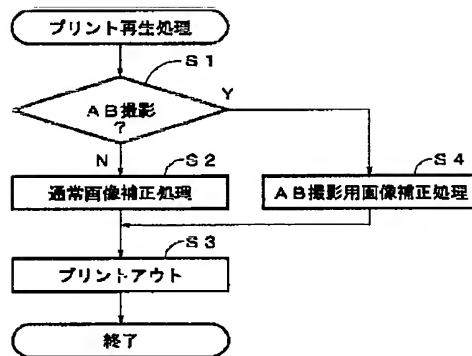 プリント再生処理
S1
AB撮影
?
Y
N
S2
通常画像補正処理
S4
AB撮影用画像補正処理
S3
プリントアウト
終了